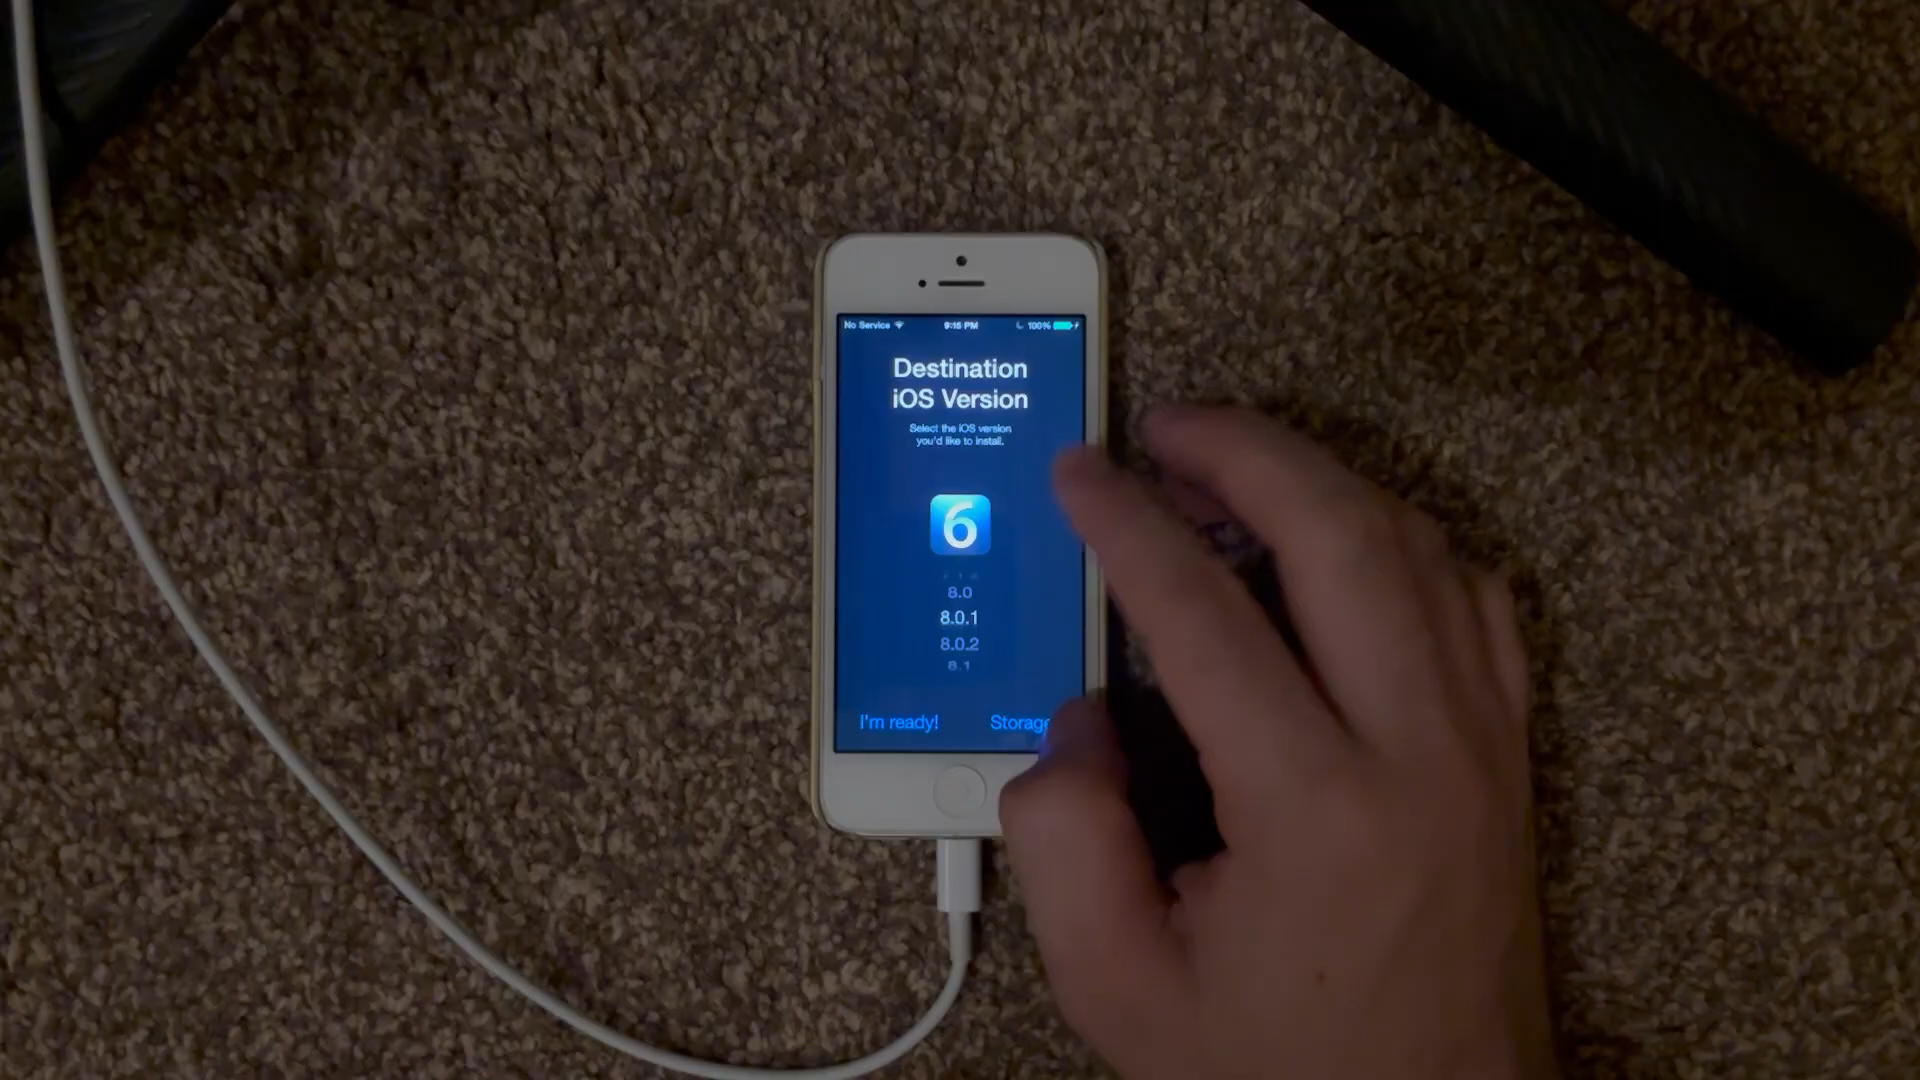 No Service 9:15 PM 100%
Destination
iOS Version
Select the iOS version
you'd like to install.
6
8.0
8.0.1
8.0.2
8.1
I'm ready! Storage